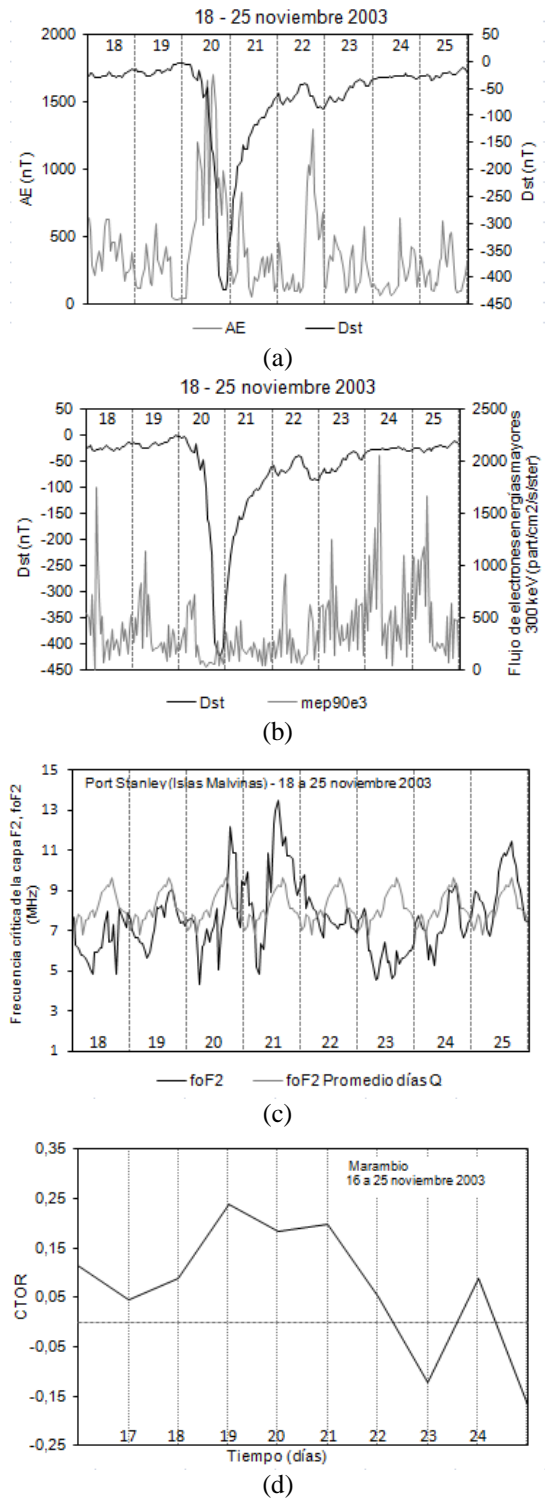 18 - 25 noviembre 2003
2000 50
18 19 20 21 22 23 24 25
0
1500 -50
-100
-150
1000 -200
-250
-300
500 -350
-400
0 -450
AE (nT)
Dst (nT)
AE Dst
(a)
18 - 25 noviembre 2003
50 2500
18 19 20 21 22 23 24 25
0
-50 2000
-100
-150 1500
-200
-250 1000
-300
-350 500
-400
-450 0
Dst (nT)
Flujo de electrones energías mayores
300 keV (part/cm2/s/ster)
Dst mep90e3
(b)
15
Port Stanley (Islas Malvinas) - 18 a 25 noviembre 2003
13
11
9
7
5
3
1
Frecuencia crítica de la capa F2, foF2
(MHz)
18 19 20 21 22 23 24 25
foF2 foF2 Promedio días Q
(c)
0,35
Marambio
16 a 25 noviembre 2003
0,25
0,15
0,05
-0,05
-0,15
-0,25
CTOR
17 18 19 20 21 22 23 24
Tiempo (días)
(d)